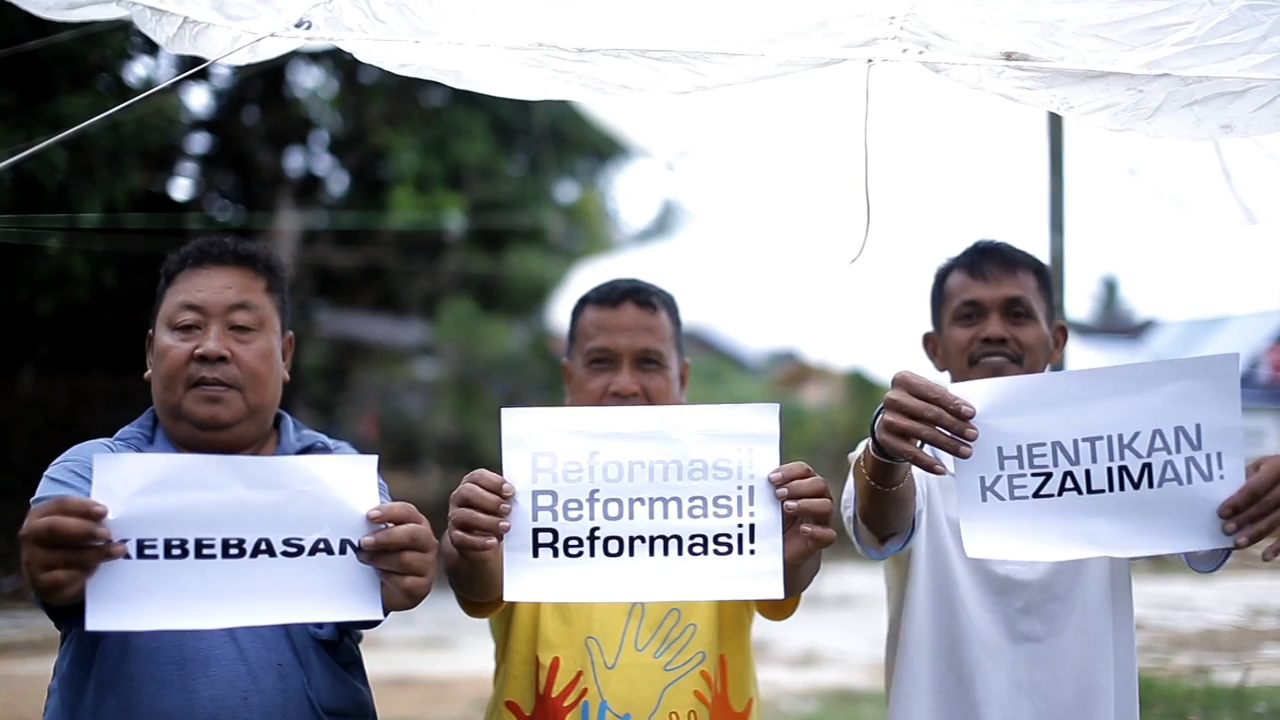 KEBEBASAN
Reformasi!
Reformasi!
Reformasi!
HENTIKAN
KEZALIMAN!